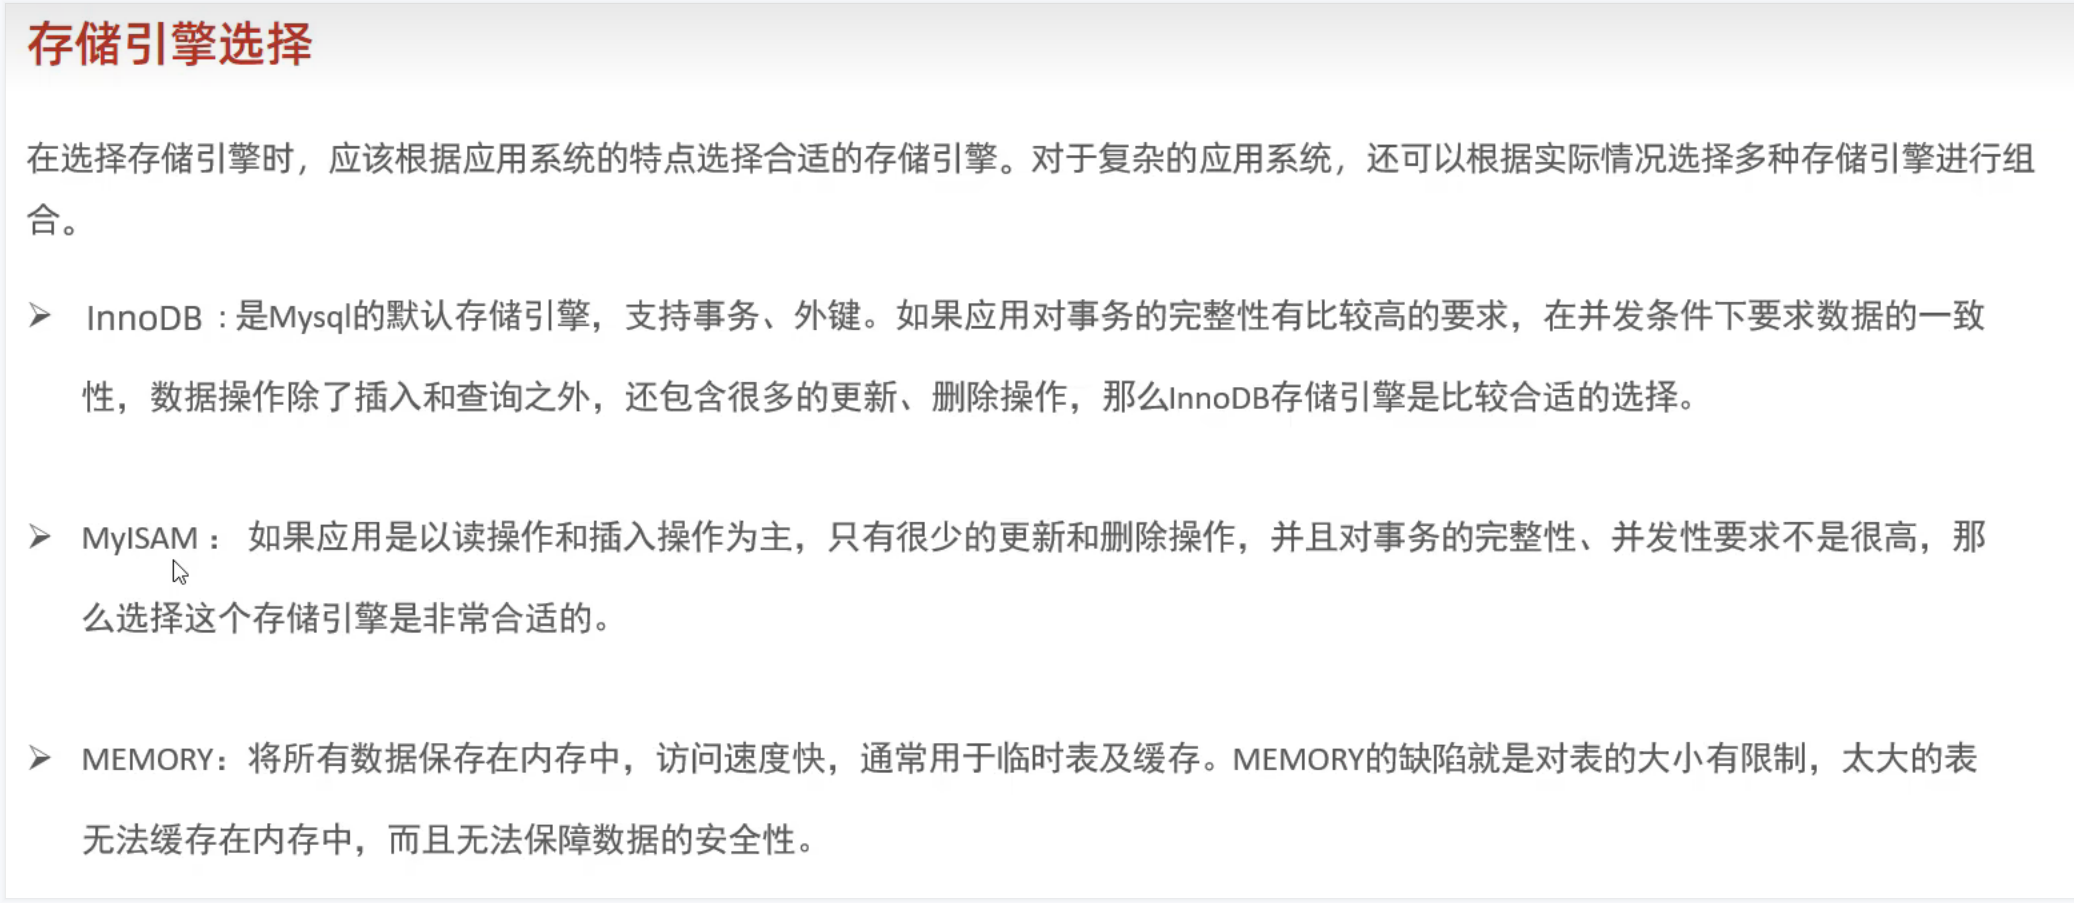 存储引擎选择
在选择存储引擎时，应该根据应用系统的特点选择合适的存储引擎。对于复杂的应用系统，还可以根据实际情况选择多种存储引擎进行组
合。
➢ InnoDB : 是Mysql的默认存储引擎，支持事务、外键。如果应用对事务的完整性有比较高的要求，在并发条件下要求数据的一致
性，数据操作除了插入和查询之外，还包含很多的更新、删除操作，那么InnoDB存储引擎是比较合适的选择。
➢ MyISAM ： 如果应用是以读操作和插入操作为主，只有很少的更新和删除操作，并且对事务的完整性、并发性要求不是很高，那
么选择这个存储引擎是非常合适的。
➢ MEMORY：将所有数据保存在内存中，访问速度快，通常用于临时表及缓存。MEMORY的缺陷就是对表的大小有限制，太大的表
无法缓存在内存中，而且无法保障数据的安全性。